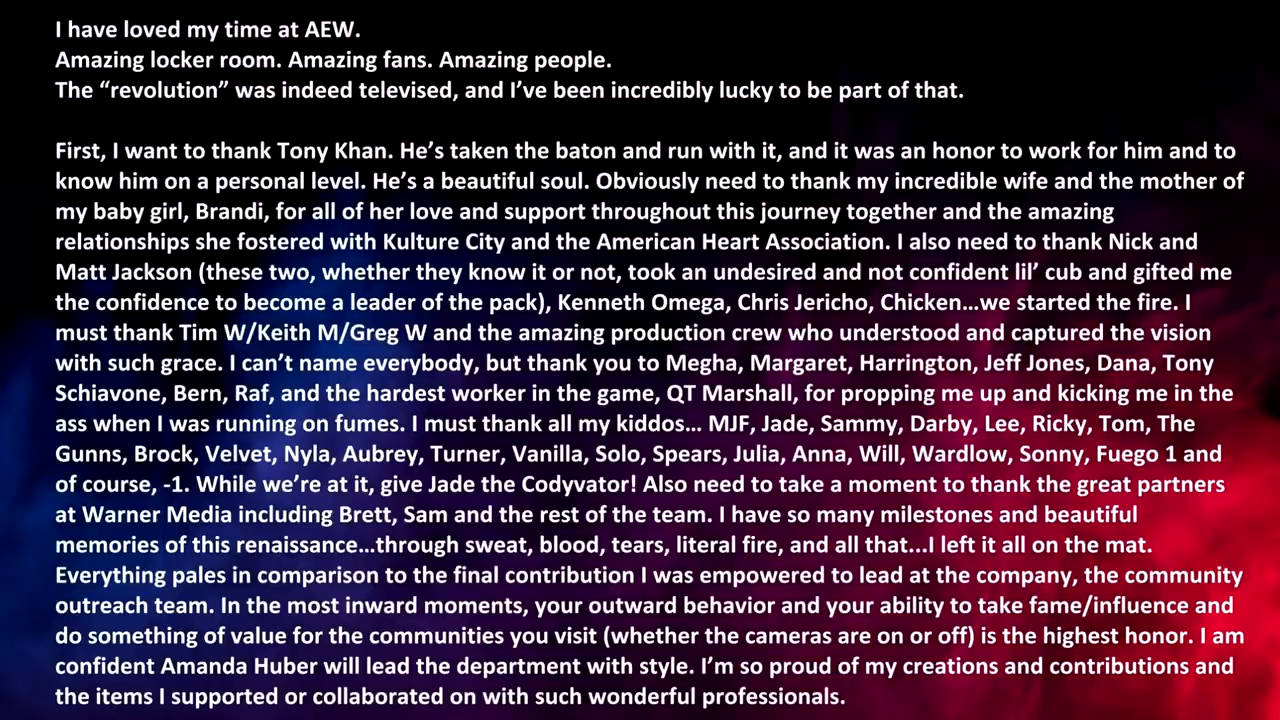 I have loved my time at AEW.
Amazing locker room. Amazing fans. Amazing people.
The “revolution” was indeed televised, and I’ve been incredibly lucky to be part of that.
First, I want to thank Tony Khan. He’s taken the baton and run with it, and it was an honor to work for him and to
know him on a personal level. He’s a beautiful soul. Obviously need to thank my incredible wife and the mother of
my baby girl, Brandi, for all of her love and support throughout this journey together and the amazing
relationships she fostered with Kulture City and the American Heart Association. I also need to thank Nick and
Matt Jackson (these two, whether they know it or not, took an undesired and not confident lil’ cub and gifted me
the confidence to become a leader of the pack), Kenneth Omega, Chris Jericho, Chicken…we started the fire. I
must thank Tim W/Keith M/Greg W and the amazing production crew who understood and captured the vision
with such grace. I can’t name everybody, but thank you to Megha, Margaret, Harrington, Jeff Jones, Dana, Tony
Schiavone, Bern, Raf, and the hardest worker in the game, QT Marshall, for propping me up and kicking me in the
ass when I was running on fumes. I must thank all my kiddos… MJF, Jade, Sammy, Darby, Lee, Ricky, Tom, The
Gunns, Brock, Velvet, Nyla, Aubrey, Turner, Vanilla, Solo, Spears, Julia, Anna, Will, Wardlow, Sonny, Fuego 1 and
of course, -1. While we’re at it, give Jade the Codyvator! Also need to take a moment to thank the great partners
at Warner Media including Brett, Sam and the rest of the team. I have so many milestones and beautiful
memories of this renaissance…through sweat, blood, tears, literal fire, and all that...I left it all on the mat.
Everything pales in comparison to the final contribution I was empowered to lead at the company, the community
outreach team. In the most inward moments, your outward behavior and your ability to take fame/influence and
do something of value for the communities you visit (whether the cameras are on or off) is the highest honor. I am
confident Amanda Huber will lead the department with style. I’m so proud of my creations and contributions and
the items I supported or collaborated on with such wonderful professionals.